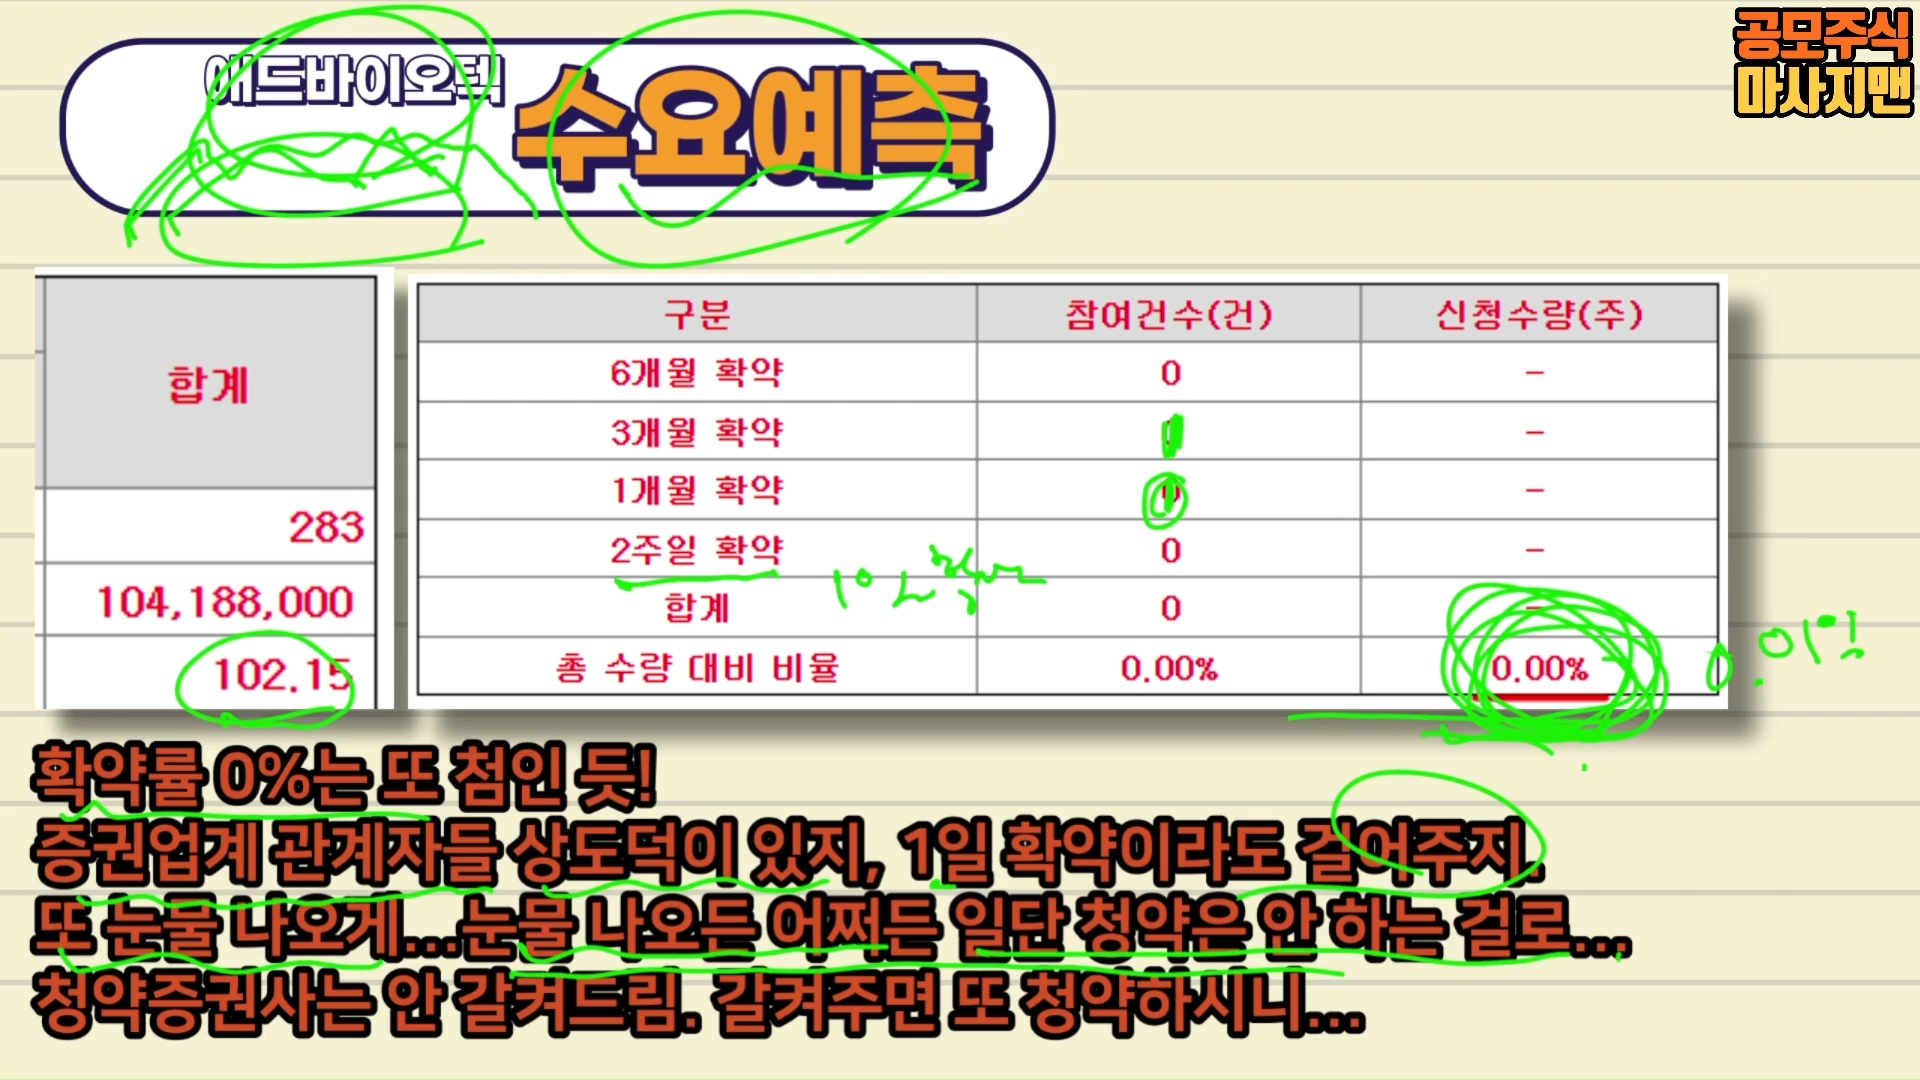 공모주식
마사지맨
애드바이오텍
수요예측
합계
283
104,188,000
102.15
구분 참여건수(건) 신청수량(주)
6개월 확약 0 -
3개월 확약
1개월 확약 0 -
2주일 확약 0 -
합계 0 -
총 수량 대비 비율 0.00% 0.00%
확약률 0%는 또 첨인 듯!
증권업계 관계자들 상도덕이 있지, 1일 확약이라도 걸어주지.
또 눈물 나오게...눈물 나오든 어쩌든 일단 청약은 안 하는 걸로...
청약증권사는 안 갈켜드림. 갈켜주면 또 청약하시니...